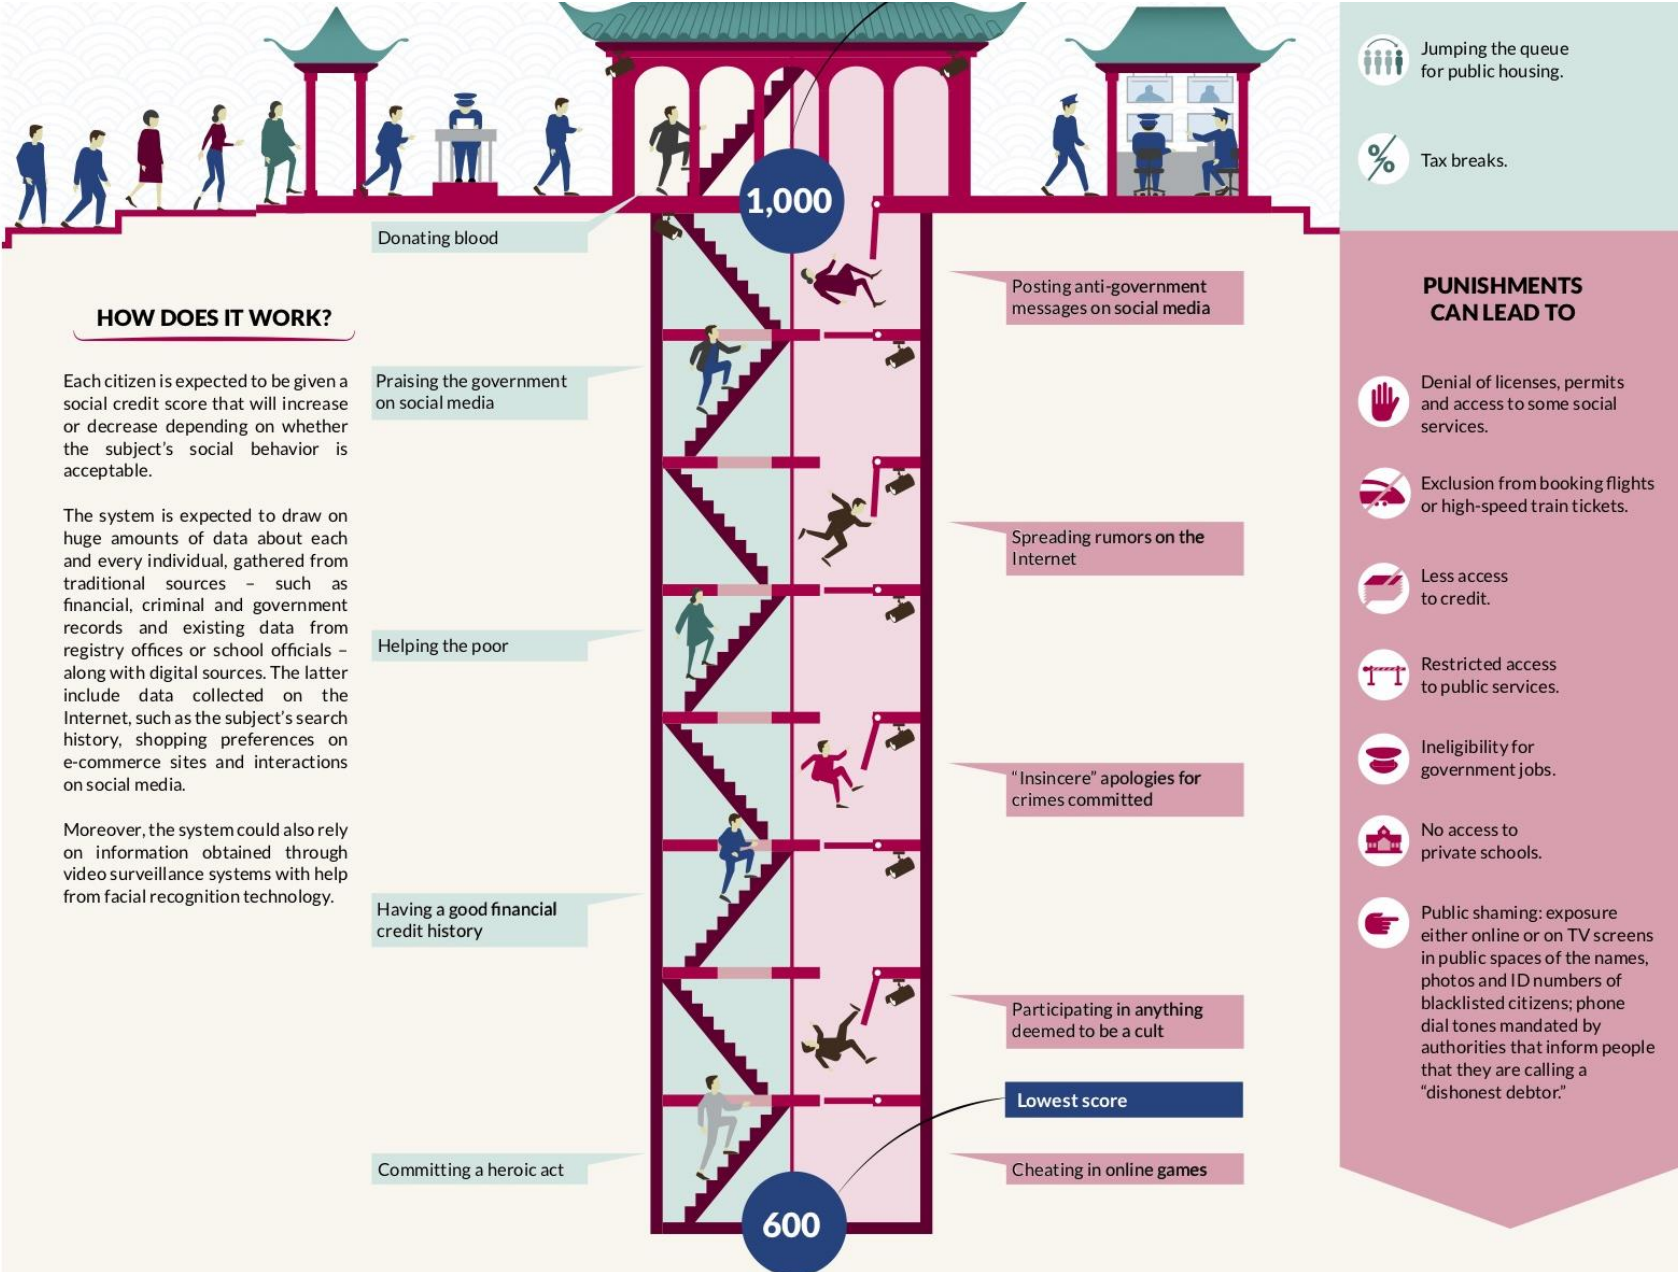 Jumping the queue
for public housing.
Tax breaks.
1,000
Donating blood
Posting anti-government
messages on social media
HOW DOES IT WORK?
Each citizen is expected to be given a
social credit score that will increase
or decrease depending on whether
the subject’s social behavior is
acceptable.
The system is expected to draw on
huge amounts of data about each
and every individual, gathered from
traditional sources – such as
financial, criminal and government
records and existing data from
registry offices or school officials –
along with digital sources. The latter
include data collected on the
Internet, such as the subject’s search
history, shopping preferences on
e-commerce sites and interactions
on social media.
Moreover, the system could also rely
on information obtained through
video surveillance systems with help
from facial recognition technology.
Praising the government
on social media
Spreading rumors on the
Internet
Helping the poor
“Insincere” apologies for
crimes committed
Having a good financial
credit history
Participating in anything
deemed to be a cult
Lowest score
Committing a heroic act
Cheating in online games
600
PUNISHMENTS
CAN LEAD TO
Denial of licenses, permits
and access to some social
services.
Exclusion from booking flights
or high-speed train tickets.
Less access
to credit.
Restricted access
to public services.
Ineligibility for
government jobs.
No access to
private schools.
Public shaming: exposure
either online or on TV screens
in public spaces of the names,
photos and ID numbers of
blacklisted citizens; phone
dial tones mandated by
authorities that inform people
that they are calling a
“dishonest debtor.”